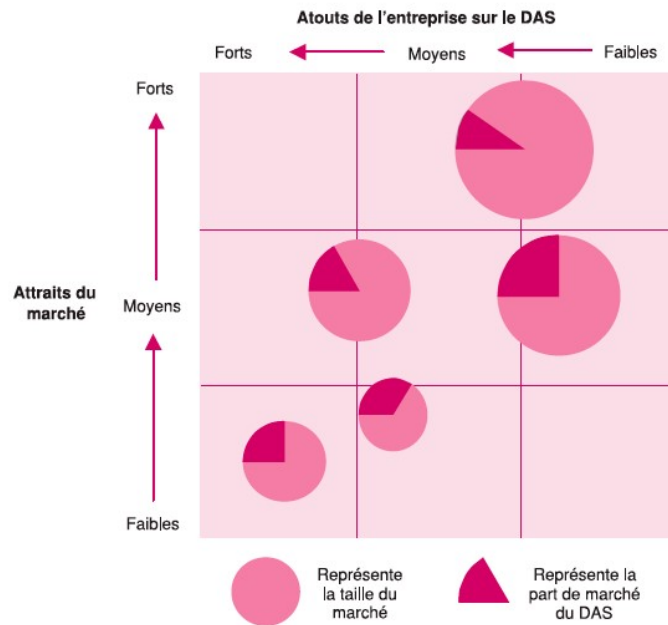 Atouts de l'entreprise sur le DAS
Forts
Moyens
Faibles
Forts
Attraits du
marché
Moyens
Faibles
Représente
la taille du
marché
Représente la
part de marché
du DAS